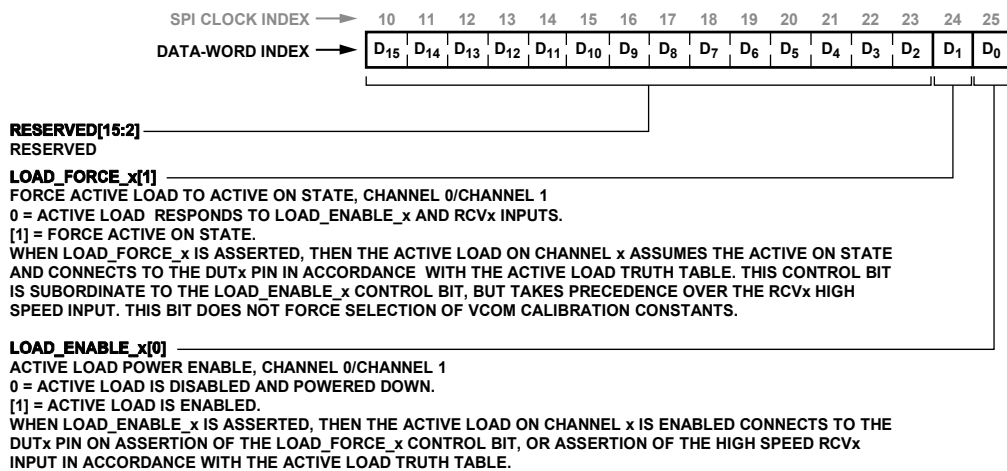 SPI CLOCK INDEX 10 11 12 13 14 15 16 17 18 19 20 21 22 23 24 25
DATA-WORD INDEX D15 D14 D13 D12 D11 D10 D9 D8 D7 D6 D5 D4 D3 D2 D1 D0
RESERVED[15:2]
RESERVED
LOAD_FORCE_x[1]
FORCE ACTIVE LOAD TO ACTIVE ON STATE, CHANNEL 0/CHANNEL 1
0 = ACTIVE LOAD RESPONDS TO LOAD_ENABLE_x AND RCVx INPUTS.
[1] = FORCE ACTIVE ON STATE.
WHEN LOAD_FORCE_x IS ASSERTED, THEN THE ACTIVE LOAD ON CHANNEL x ASSUMES THE ACTIVE ON STATE
AND CONNECTS TO THE DUTx PIN IN ACCORDANCE WITH THE ACTIVE LOAD TRUTH TABLE. THIS CONTROL BIT
IS SUBORDINATE TO THE LOAD_ENABLE_x CONTROL BIT, BUT TAKES PRECEDENCE OVER THE RCVx HIGH
SPEED INPUT. THIS BIT DOES NOT FORCE SELECTION OF VCOM CALIBRATION CONSTANTS.
LOAD_ENABLE_x[0]
ACTIVE LOAD POWER ENABLE, CHANNEL 0/CHANNEL 1
0 = ACTIVE LOAD IS DISABLED AND POWERED DOWN.
[1] = ACTIVE LOAD IS ENABLED.
WHEN LOAD_ENABLE_x IS ASSERTED, THEN THE ACTIVE LOAD ON CHANNEL x IS ENABLED CONNECTS TO THE
DUTx PIN ON ASSERTION OF THE LOAD_FORCE_x CONTROL BIT, OR ASSERTION OF THE HIGH SPEED RCVx
INPUT IN ACCORDANCE WITH THE ACTIVE LOAD TRUTH TABLE.